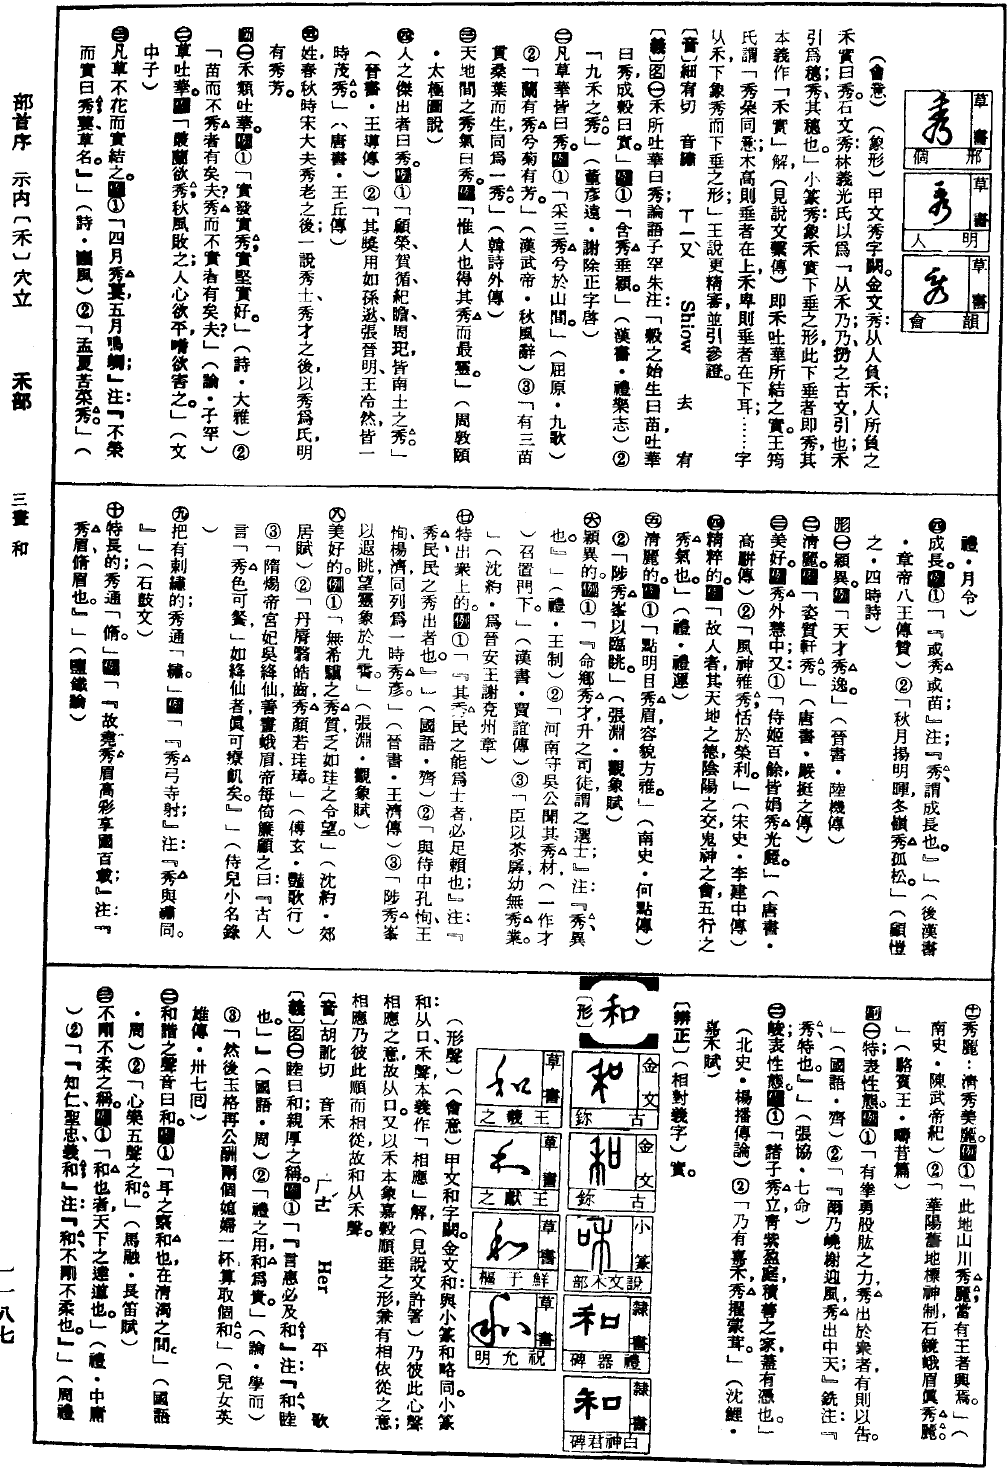 草書 邢侗
草書 明人
草書 韻會
（會意）（象形）甲文秀字闕。金文秀：从人負禾，人所負之
禾實曰秀。石文秀：林義光氏以爲「从禾乃，乃、扔之古文，引也；禾
引爲穗，秀其穗也。」小篆秀：象禾實下垂之形，此下垂者即秀，其
本義作「禾實」解（見說文繫傳）即禾吐華所結之實。王筠
氏謂「秀朵同意；木高則垂者在上，禾卑則垂者在下耳……字
从禾，下象秀而下垂之形；」王說更精審，並引參證。
〔音〕細有切　音繡　ㄒㄧㄡˋ　Shiow　去　宥
〔義〕名㊀禾所吐華曰秀，論語子罕朱注：「穀之始生曰苗，吐華
曰秀，成穀曰實。」例①「含秀垂穎。」（漢書・禮樂志）②
「九禾之秀。」（董彥遠・謝除正字啓）
㊁凡草華皆曰秀。例①「采三秀兮於山間。」（屈原・九歌）
②「蘭有秀兮菊有芳。」（漢武帝・秋風辭）③「有三苗
貫桑葉而生，同爲一秀。」（韓詩外傳）
㊂天地間之秀氣曰秀。例「惟人也得其秀而最靈。」（周敦頤
・太極圖說）
㊃人之傑出者曰秀。例①「顧榮、賀循、紀瞻、周玘，皆南土之秀。」
（晉書・王導傳）②「其獎用如孫逖、張晉明、王泠然，皆一
時茂秀。」（唐書・王丘傳）
㊄姓，春秋時宋大夫秀老之後；一說秀士、秀才之後以秀爲氏，明
有秀芳。
動㊀禾類吐華。例①「實發實秀，實堅實好。」（詩・大雅）②
「苗而不秀者有矣夫？秀而不實者有矣夫？」（論・子罕）
㊁草吐華。例「叢蘭欲秀，秋風敗之；人心欲平，嗜欲害之。」（文
中子）
㊂凡草不花而實結之。例①「四月秀葽，五月鳴蜩；」注：『不榮
而實曰秀葽；葽、草名。』」（詩・豳風）②「孟夏苦菜秀。」（
禮・月令）
㊃成長。例①「『或秀或苗；』注：『秀、謂成長也。』」（後漢書
・章帝八王傳贊）②「秋月揚明暉，冬嶺秀孤松。」（顧愷
之・四時詩）
形㊀穎異。例「天才秀逸。」（晉書・陸機傳）
㊁清麗。例「姿質軒秀。」（唐書・嚴挺之傳）
㊂美好。例秀外慧中。又①「侍姬百餘，皆娟秀光麗。」（唐書・
高駢傳）②「風神雅秀，恬於榮利。」（宋史・李建中傳）
㊃精粹的。例「故人者，其天地之德，陰陽之交，鬼神之會，五行之
秀氣也。」（禮・禮運）
㊄清麗的。例①「點明目秀眉，容貌方雅。」（南史・何點傳）
②「陟秀峯以臨眺。」（張淵・觀象賦）
㊅穎異的。例①「『命鄉秀才升之司徒，謂之選士；』注：『秀、異
也。』」（禮・王制）②「河南守吳公聞其秀材，（一作才
）召置門下。」（漢書・賈誼傳）③「臣以茶孱，幼無秀業。
」（沈約・爲晉安王謝兗州章）
㊆特出衆上的。例①「『其秀民之能爲士者必足賴也；』注：『
秀民、民之秀出者也。』」（國語・齊）②「與侍中孔恂、王
恂、楊濟同列，爲一時秀彥。」（晉書・王濟傳）③「陟秀峯
以遐眺，望靈象於九霄。」（張淵・觀象賦）
㊇美好的。例①「無希驥之秀質，乏如珪之令望。」（沈約・郊
居賦）②「丹脣翳皓齒，秀顏若珪璋。」（傅玄・豔歌行）
③「隋煬帝宮妃吳絳仙善畫蛾眉，帝每倚簾顧之曰：『古人
言「秀色可餐」，如絳仙者，眞可療飢矣。』」（侍兒小名錄
）
㊈把有刺繡的，秀通「繡」。例「『秀弓寺射』注：『秀與繡同。
』」（石鼓文）
㊉特長的，秀通「脩」。例「『故堯秀眉高彩，享國百載；』注：『
秀眉，脩眉也。』」（鹽鐵論）
⑪秀麗：清秀美麗。例①「此地山川秀麗，當有王者興焉。」（
南史・陳武帝紀）②「華陽舊地標神制，石鏡蛾眉眞秀麗。
」（駱賓王・疇昔篇）
副㊀特。表性態。例①「有拳勇股肱之力，秀出於衆者，有則以告。
」（國語・齊）②「『爾乃嶢榭迎風，秀出中天』銑注：『
秀、特也。』」（張協・七命）
㊁峻。表性態。例①「諸子秀立，青紫盈庭，積善之家，蓋有憑也。」
（北史・楊播傳論）②「乃有嘉禾，秀擢蒙茸。」（沈鯉・
嘉禾賦）
〔辨正〕（相對義字）實。
和〔形〕
金文 古鉨
金文 古鉨
小篆 說文木部
隸書 禮器碑
隸書 白神君碑
草書 王羲之
草書 王獻之
草書 鮮于樞
草書 祝允明
（形聲）（會意）甲文和字闕。金文和：與小篆和略同。小篆
和：从口，禾聲，本義作「相應」解（見說文許箸）乃彼此心聲
相應之意，故从口。又以禾本象嘉穀順垂之形，兼有相依從之意；
相應乃彼此順而相從，故和从禾聲。
〔音〕胡訛切　音禾　ㄏㄜˊ　Her　平　歌
〔義〕名㊀睦曰和，親厚之稱。例①「『言惠必及和』注：『和、睦
也。』」（國語・周）②「禮之用，和爲貴。」（論・學而）
③「然後玉格再公酬兩個媳婦一杯，算取個和。」（兒女英
雄傳・卅七回）
㊁和諧之聲音曰和。例①「耳之察和也，在清濁之間。」（國語
・周）②「心樂五聲之和。」（馬融・長笛賦）
㊂不剛不柔之稱。例①「和也者，天下之達道也。」（禮・中庸
）②「『知、仁、聖、忠、義、和』注：『和、不剛不柔也。』」（周禮
部首序　示內〔禾〕穴立　禾部　三畫　和　一一八七